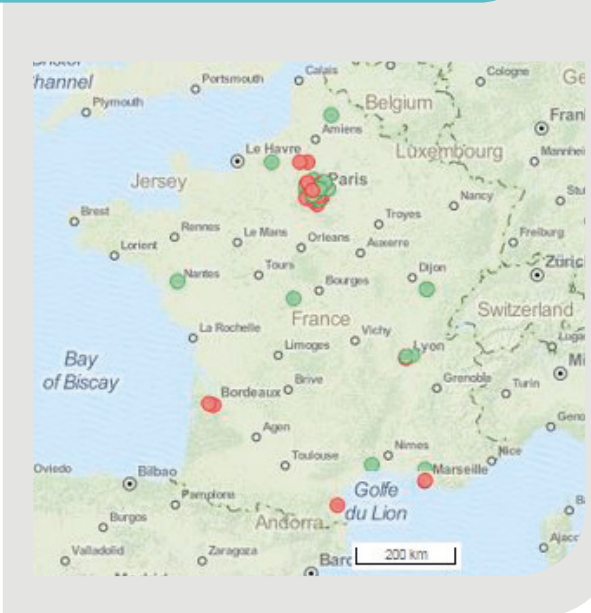 Channel
Portsmouth
Calais
Cologne
Plymouth
Belgium
Amiens
Le Havre
Luxembourg
Jersey
Paris
Nancy
Brest
Rennes
Troyes
Le Mans
Lorient
Orleans
Auxerre
Freiburg
Nantes
Tours
Bourges
Dijon
Switzerland
France
La Rochelle
Vichy
Lyon
Limoges
Bay
of Biscay
Bordeaux
Brive
Grenoble
Turin
Agen
Nimes
Nice
Toulouse
Oviedo
Bilbao
Marseille
Golfe
du Lion
Pamplona
Burgos
Andorra
Valladolid
Zaragoza
200 km